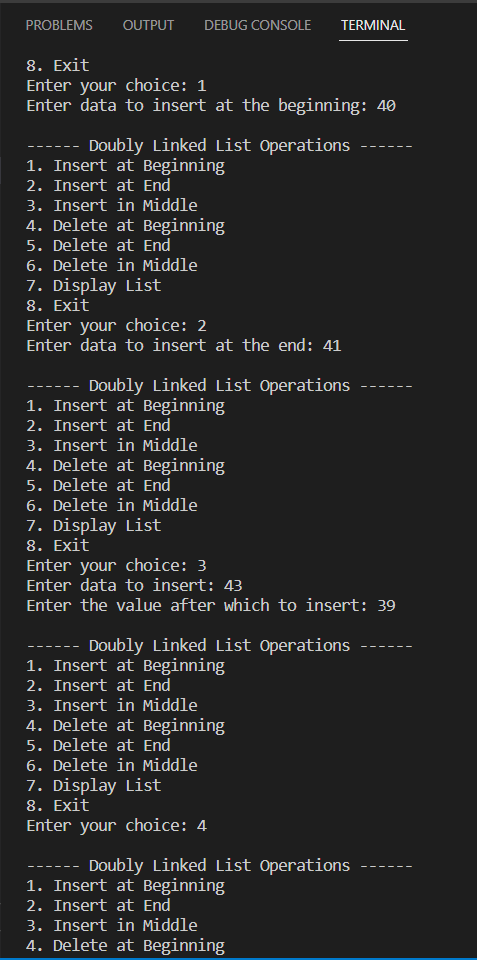 PROBLEMS OUTPUT DEBUG CONSOLE TERMINAL
8. Exit
Enter your choice: 1
Enter data to insert at the beginning: 40
------ Doubly Linked List Operations ------
1. Insert at Beginning
2. Insert at End
3. Insert in Middle
4. Delete at Beginning
5. Delete at End
6. Delete in Middle
7. Display List
8. Exit
Enter your choice: 2
Enter data to insert at the end: 41
------ Doubly Linked List Operations ------
1. Insert at Beginning
2. Insert at End
3. Insert in Middle
4. Delete at Beginning
5. Delete at End
6. Delete in Middle
7. Display List
8. Exit
Enter your choice: 3
Enter data to insert: 43
Enter the value after which to insert: 39
------ Doubly Linked List Operations ------
1. Insert at Beginning
2. Insert at End
3. Insert in Middle
4. Delete at Beginning
5. Delete at End
6. Delete in Middle
7. Display List
8. Exit
Enter your choice: 4
------ Doubly Linked List Operations ------
1. Insert at Beginning
2. Insert at End
3. Insert in Middle
4. Delete at Beginning